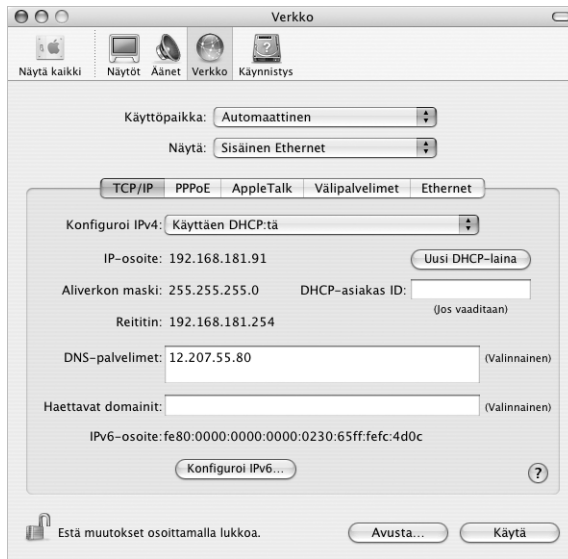 Verkko
Näytä kaikki Näytöt Äänet Verkko Käynnistys
Käyttöpaikka: Automaattinen
Näytä: Sisäinen Ethernet
TCP/IP PPPoE AppleTalk Välipalvelimet Ethernet
Konfiguroi IPv4: Käyttäen DHCP:tä
IP-osoite: 192.168.181.91 Uusi DHCP-laina
Aliverkon maski: 255.255.255.0 DHCP-asiakas ID:
(Jos vaaditaan)
Reititin: 192.168.181.254
DNS-palvelimet: 12.207.55.80 (Valinnainen)
Haettavat domainit: (Valinnainen)
IPv6-osoite: fe80:0000:0000:0000:0230:65ff:fefc:4d0c
Konfiguroi IPv6... ?
Estä muutokset osoittamalla lukkoa. Avusta... Käytä